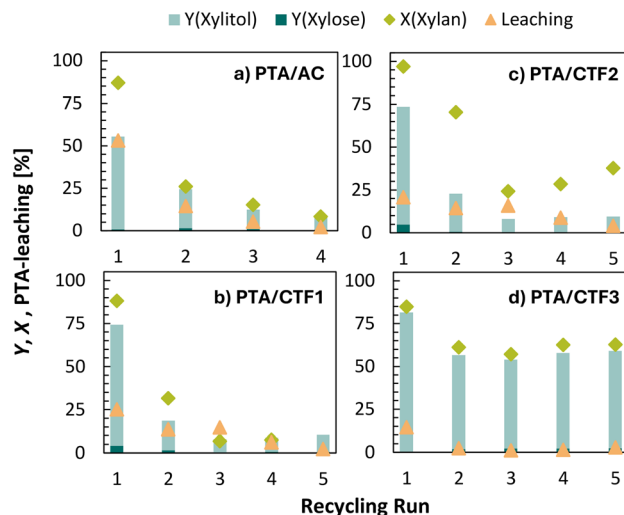 Y(Xylitol) Y(Xylose) X(Xylan) Leaching
Y, X , PTA-leaching [%]
a) PTA/AC
100
75
50
25
0
1 2 3 4
c) PTA/CTF2
100
75
50
25
0
1 2 3 4 5
b) PTA/CTF1
100
75
50
25
0
1 2 3 4 5
d) PTA/CTF3
100
75
50
25
0
1 2 3 4 5
Recycling Run